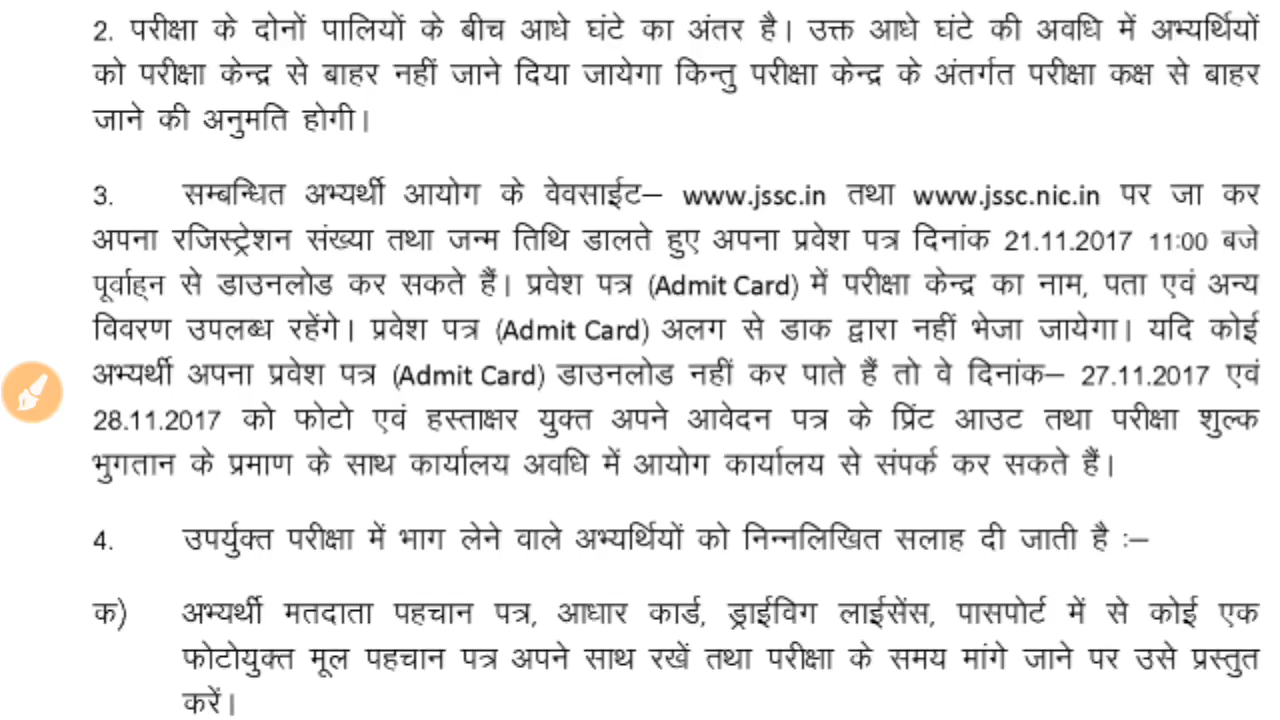 2. परीक्षा के दोनों पालियों के बीच आधे घंटे का अंतर है। उक्त आधे घंटे की अवधि में अभ्यर्थियों
को परीक्षा केन्द्र से बाहर नहीं जाने दिया जायेगा किन्तु परीक्षा केन्द्र के अंतर्गत परीक्षा कक्ष से बाहर
जाने की अनुमति होगी।
3. सम्बन्धित अभ्यर्थी आयोग के वेवसाईट– www.jssc.in तथा www.jssc.nic.in पर जा कर
अपना रजिस्ट्रेशन संख्या तथा जन्म तिथि डालते हुए अपना प्रवेश पत्र दिनांक 21.11.2017 11:00 बजे
पूर्वाह्न से डाउनलोड कर सकते हैं। प्रवेश पत्र (Admit Card) में परीक्षा केन्द्र का नाम, पता एवं अन्य
विवरण उपलब्ध रहेंगे। प्रवेश पत्र (Admit Card) अलग से डाक द्वारा नहीं भेजा जायेगा। यदि कोई
अभ्यर्थी अपना प्रवेश पत्र (Admit Card) डाउनलोड नहीं कर पाते हैं तो वे दिनांक– 27.11.2017 एवं
28.11.2017 को फोटो एवं हस्ताक्षर युक्त अपने आवेदन पत्र के प्रिंट आउट तथा परीक्षा शुल्क
भुगतान के प्रमाण के साथ कार्यालय अवधि में आयोग कार्यालय से संपर्क कर सकते हैं।
4. उपर्युक्त परीक्षा में भाग लेने वाले अभ्यर्थियों को निन्नलिखित सलाह दी जाती है :–
क) अभ्यर्थी मतदाता पहचान पत्र, आधार कार्ड, ड्राईविग लाईसेंस, पासपोर्ट में से कोई एक
फोटोयुक्त मूल पहचान पत्र अपने साथ रखें तथा परीक्षा के समय मांगे जाने पर उसे प्रस्तुत
करें।